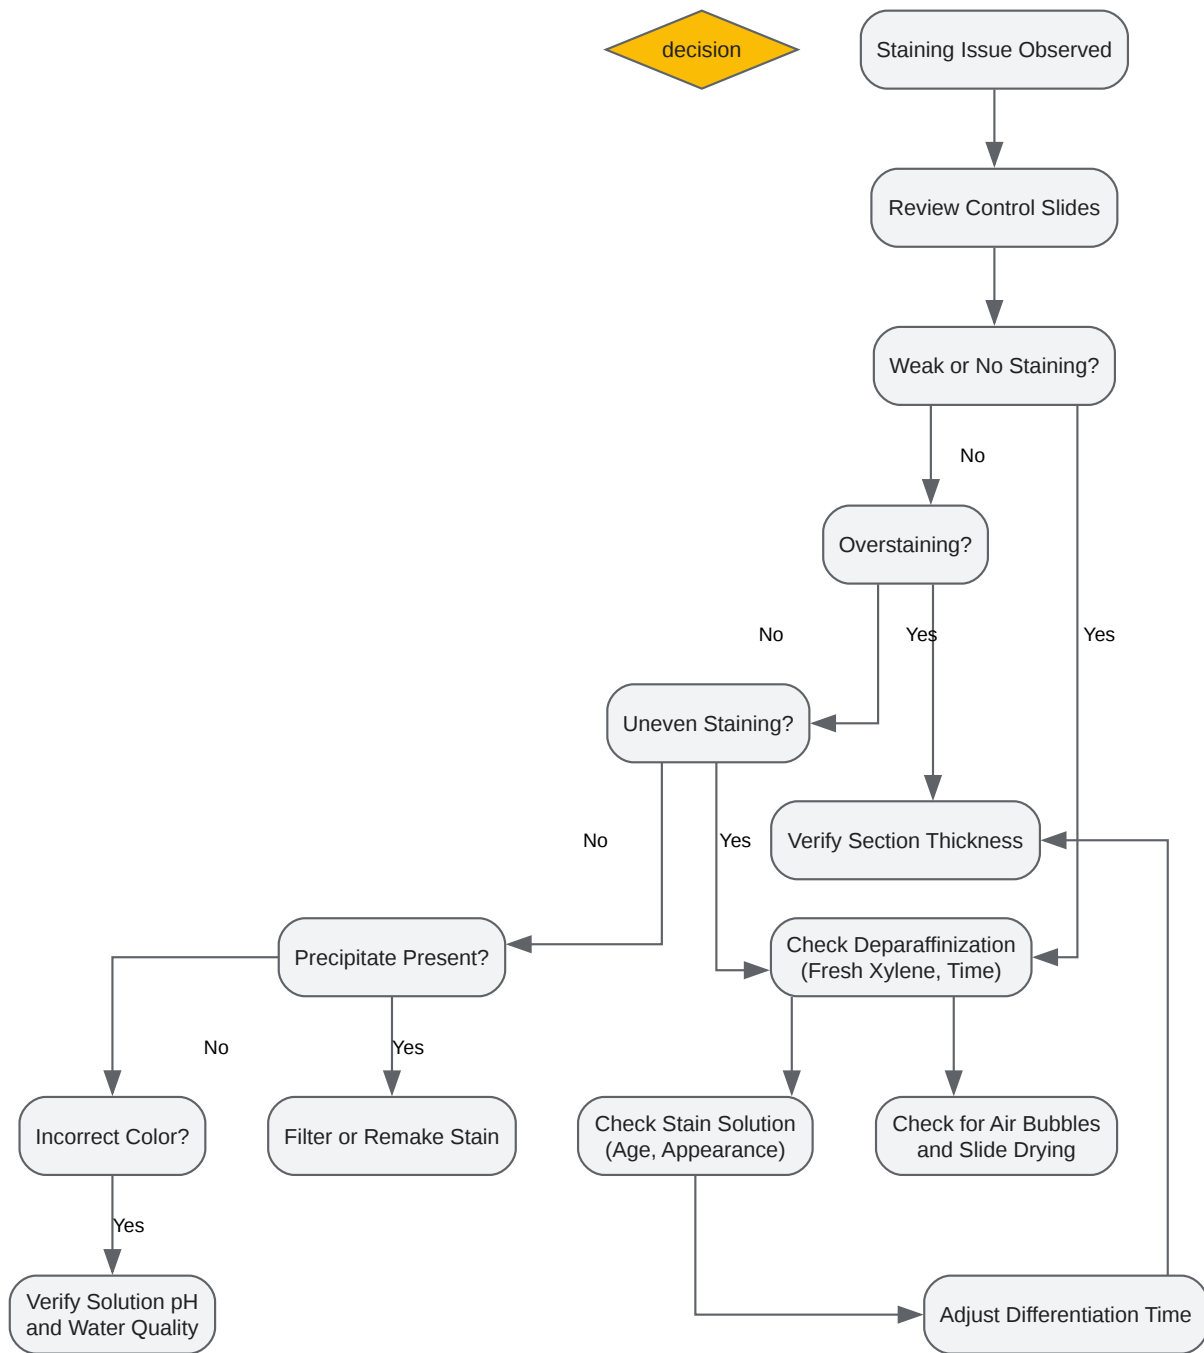 decision
Staining Issue Observed
Review Control Slides
Weak or No Staining?
No
Overstaining?
No
Yes
Yes
Uneven Staining?
No
Yes
Verify Section Thickness
Precipitate Present?
Check Deparaffinization
(Fresh Xylene, Time)
No
Yes
Incorrect Color?
Filter or Remake Stain
Check Stain Solution
(Age, Appearance)
Check for Air Bubbles
and Slide Drying
Yes
Verify Solution pH
and Water Quality
Adjust Differentiation Time